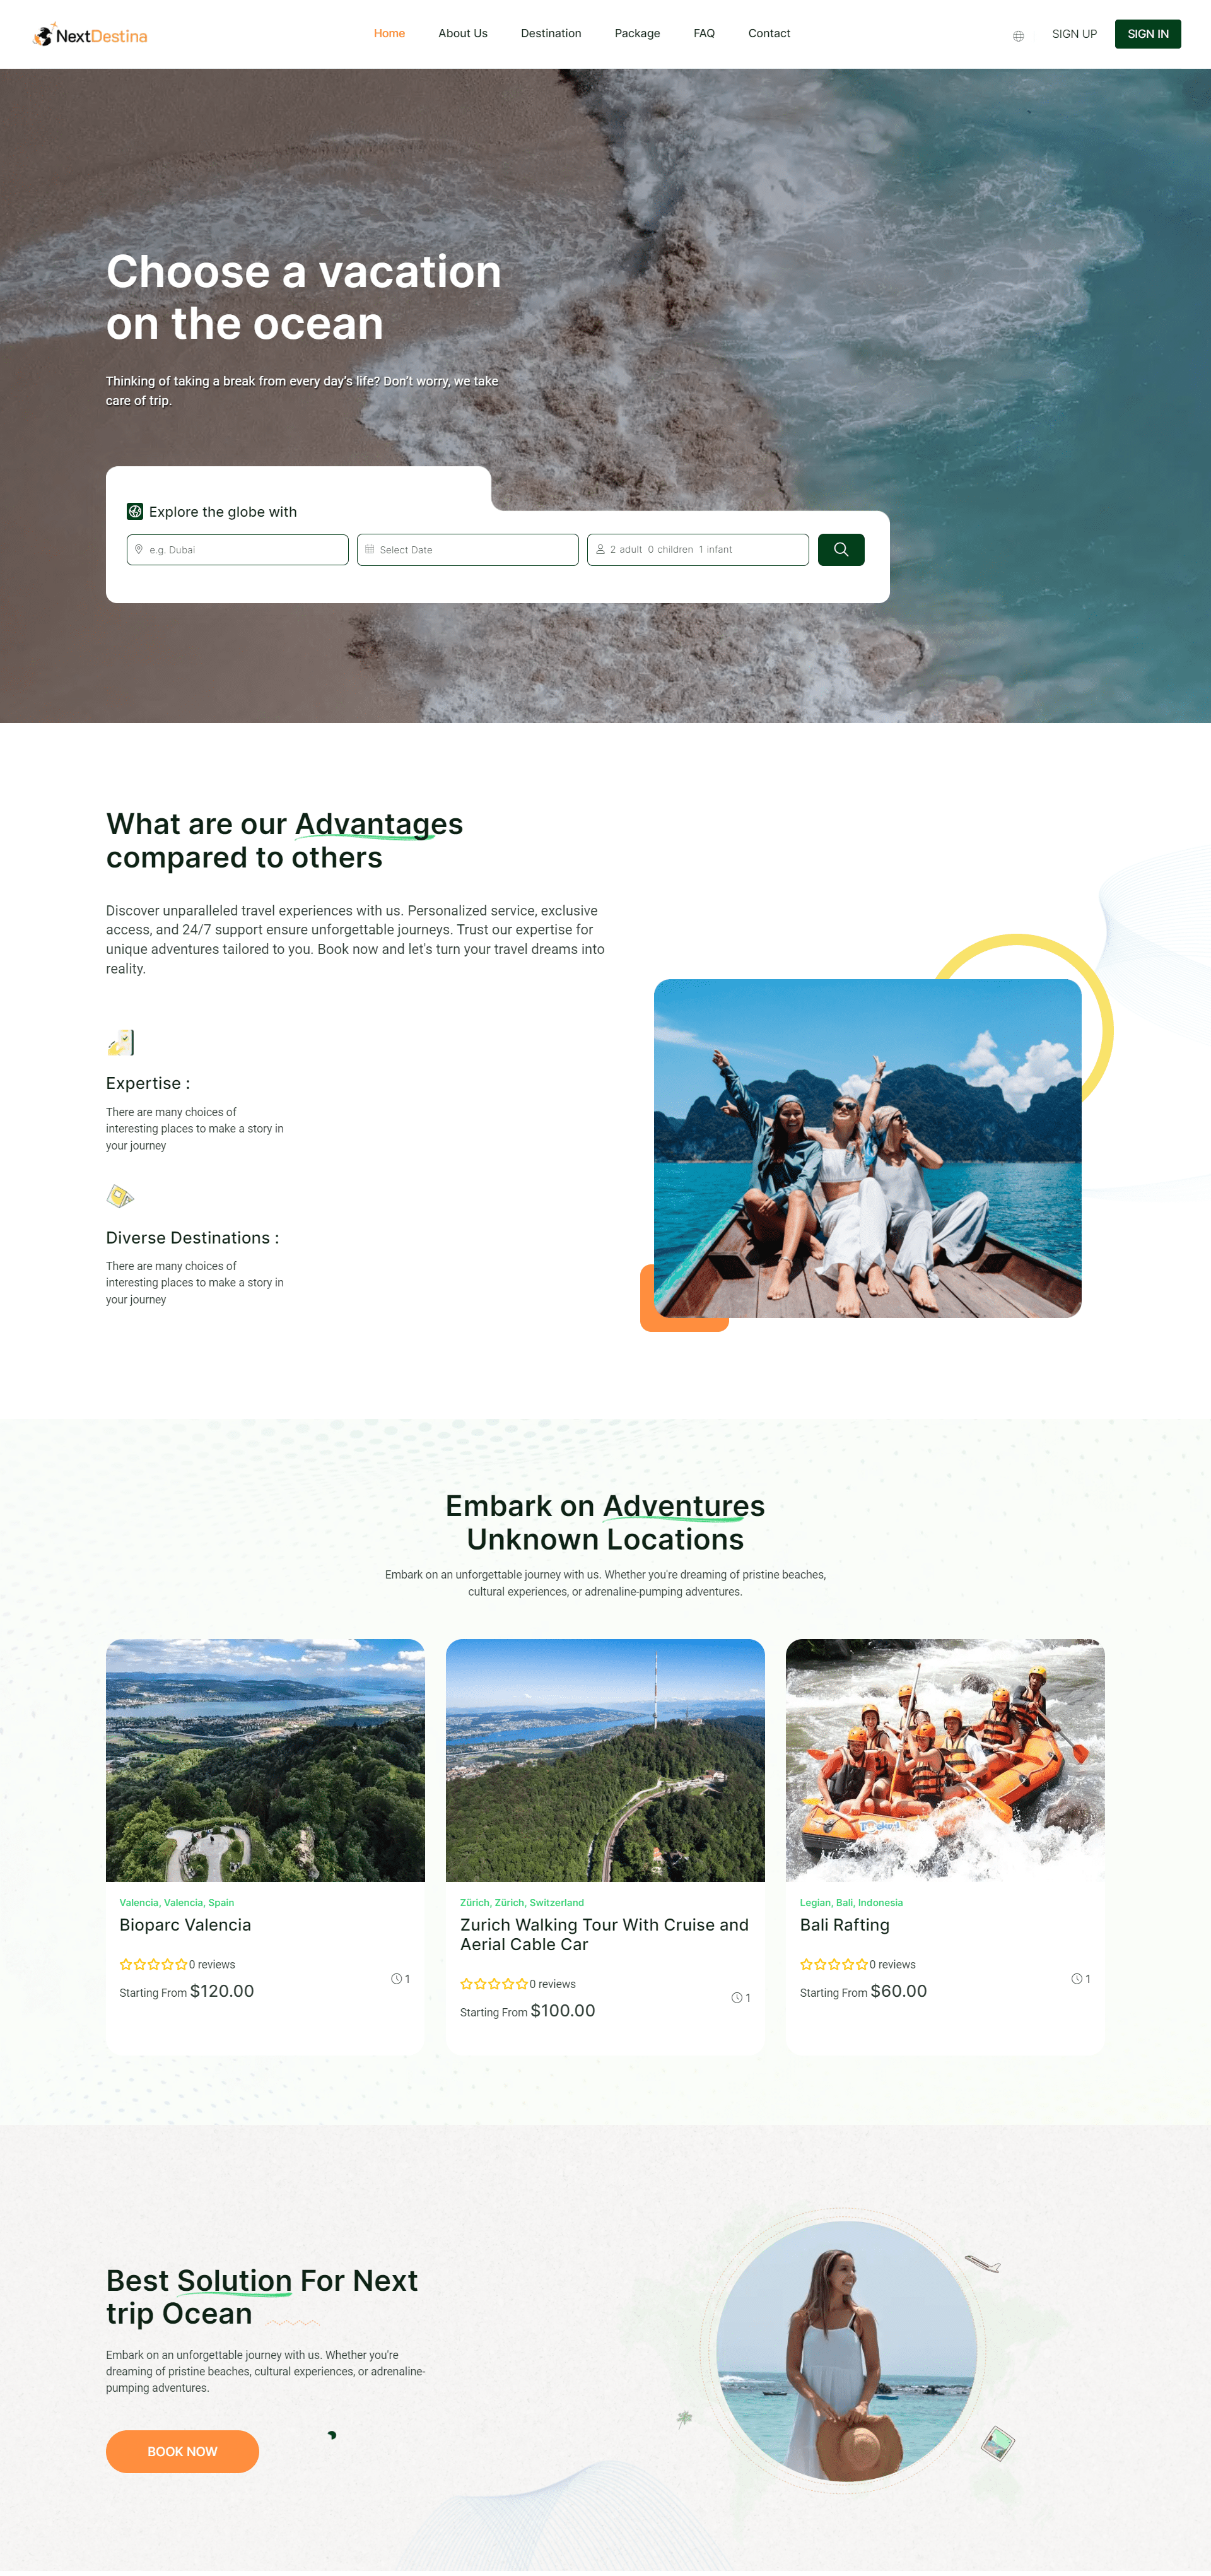 NextDestina
Home About Us Destination Package FAQ Contact
SIGN UP SIGN IN
Choose a vacation
on the ocean
Thinking of taking a break from every day's life? Don't worry, we take
care of trip.
Explore the globe with
e.g. Dubai
Select Date
2 adult 0 children 1 infant
What are our Advantages
compared to others
Discover unparalleled travel experiences with us. Personalized service, exclusive
access, and 24/7 support ensure unforgettable journeys. Trust our expertise for
unique adventures tailored to you. Book now and let's turn your travel dreams into
reality.
Expertise :
There are many choices of
interesting places to make a story in
your journey
Diverse Destinations :
There are many choices of
interesting places to make a story in
your journey
Embark on Adventures
Unknown Locations
Embark on an unforgettable journey with us. Whether you're dreaming of pristine beaches,
cultural experiences, or adrenaline-pumping adventures.
Valencia, Valencia, Spain
Bioparc Valencia
0 reviews
Starting From $120.00
1
Zürich, Zürich, Switzerland
Zurich Walking Tour With Cruise and
Aerial Cable Car
0 reviews
Starting From $100.00
1
Legian, Bali, Indonesia
Bali Rafting
0 reviews
Starting From $60.00
1
Best Solution For Next
trip Ocean
Embark on an unforgettable journey with us. Whether you're
dreaming of pristine beaches, cultural experiences, or adrenaline-
pumping adventures.
BOOK NOW